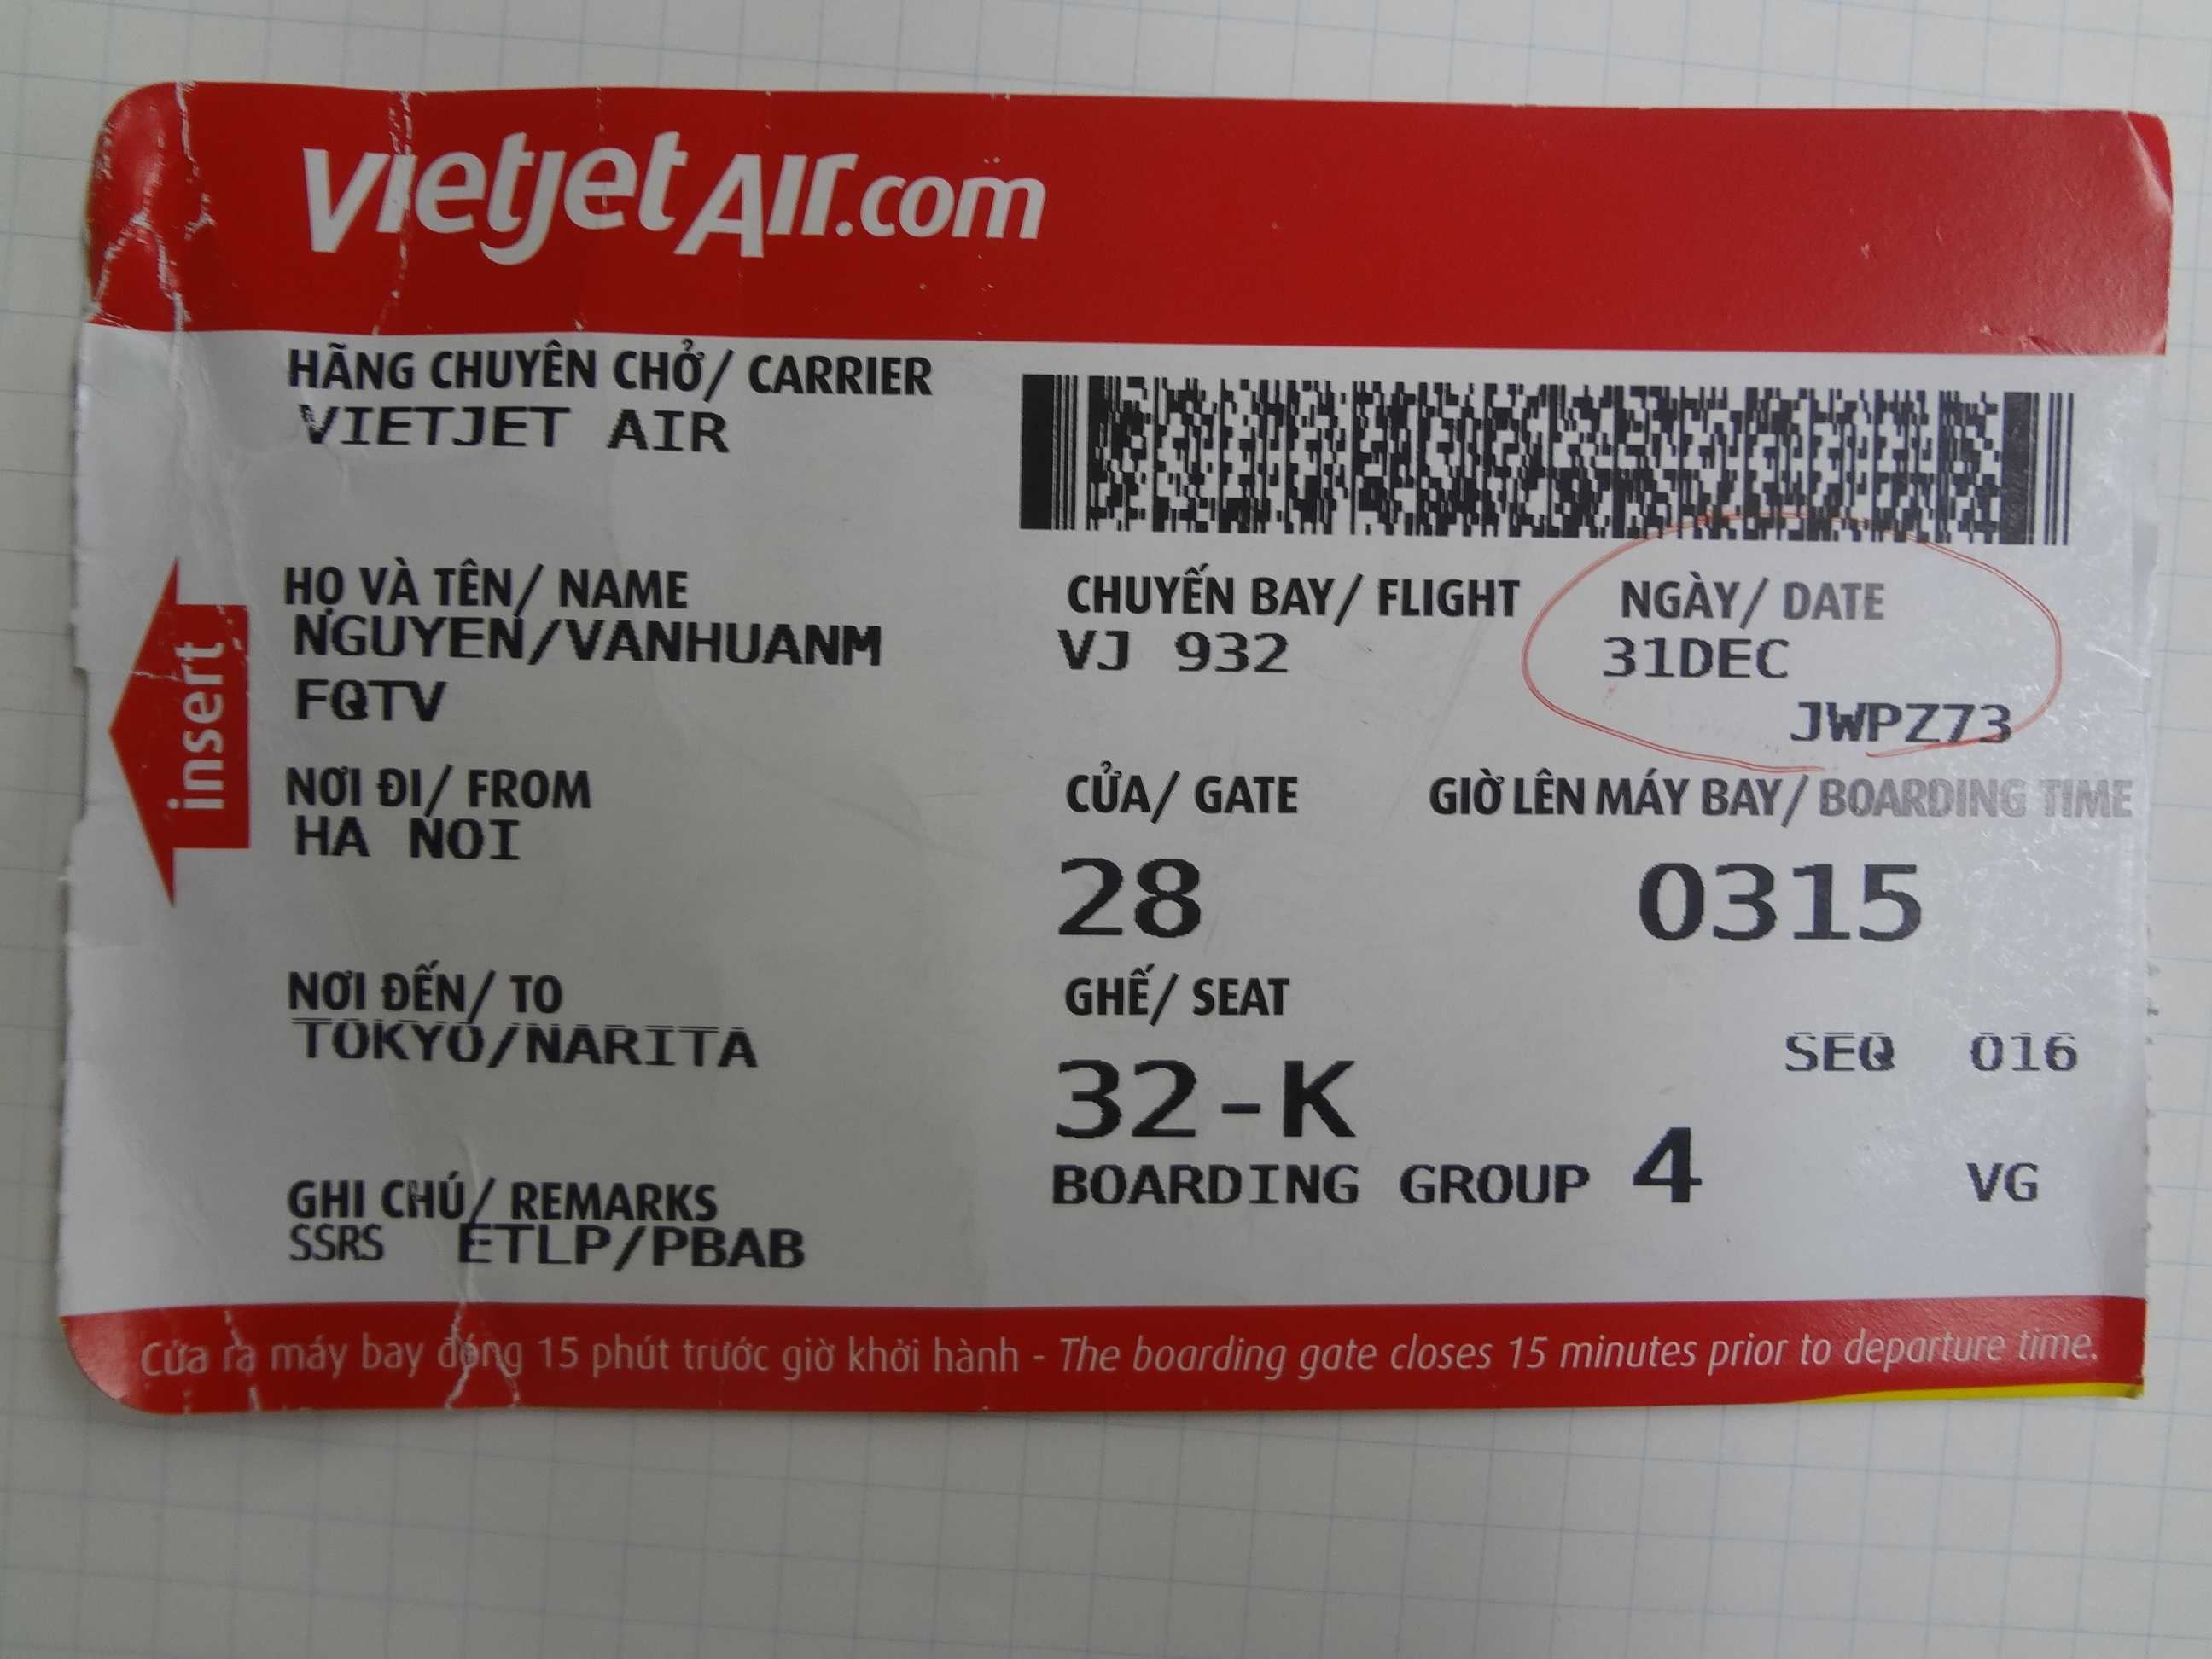 vietjetAir.com
HÃNG CHUYÊN CHỞ/ CARRIER
VIETJET AIR
HỌ VÀ TÊN/ NAME
NGUYEN/VANHUANM
FQTV
CHUYẾN BAY/ FLIGHT
VJ 932
NGÀY/ DATE
31DEC
JWPZ73
insert
NƠI ĐI/ FROM
HA NOI
CỬA/ GATE
28
GIỜ LÊN MÁY BAY/ BOARDING TIME
0315
NƠI ĐẾN/ TO
TOKYO/NARITA
GHẾ/ SEAT
32-K
SEQ 016
BOARDING GROUP 4
VG
GHI CHÚ/ REMARKS
SSRS ETLP/PBAB
Cửa ra máy bay đóng 15 phút trước giờ khởi hành - The boarding gate closes 15 minutes prior to departure time.